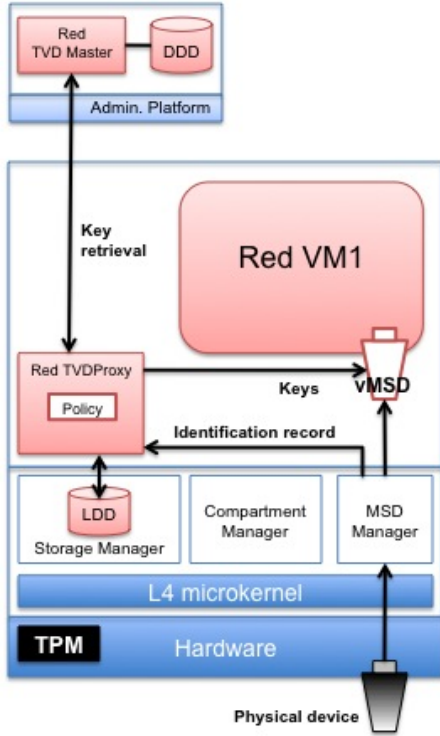 Red
TVD Master
DDD
Admin. Platform
Key
retrieval
Red VM1
Red TVDProxy
Policy
vMSD
Keys
Identification record
LDD
Storage Manager
Compartment
Manager
MSD
Manager
L4 microkernel
TPM
Hardware
Physical device